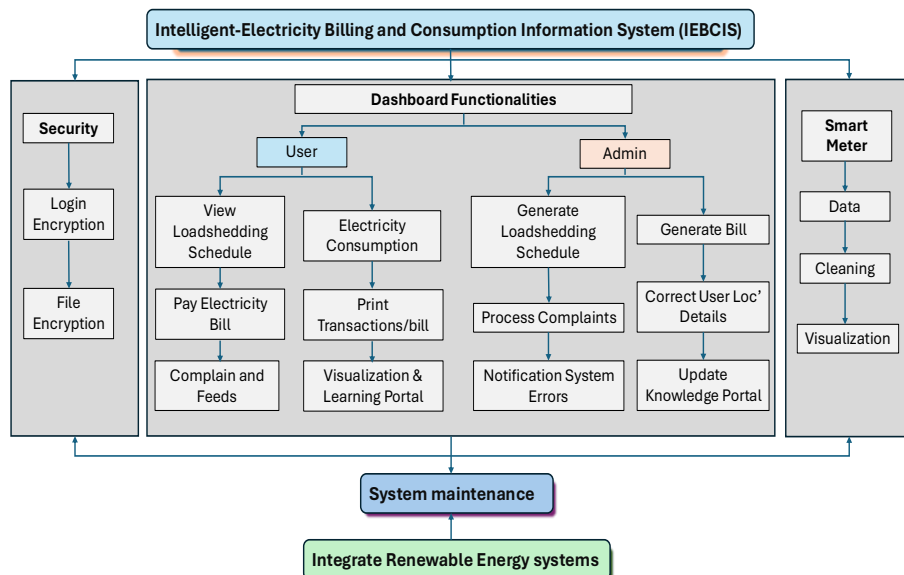 Intelligent-Electricity Billing and Consumption Information System (IEBCIS)
Security
Login
Encryption
File
Encryption
Dashboard Functionalities
User
View
Loadshedding
Schedule
Pay Electricity
Bill
Complain and
Feeds
Electricity
Consumption
Print
Transactions/bill
Visualization &
Learning Portal
Admin
Generate
Loadshedding
Schedule
Process Complaints
Notification System
Errors
Generate Bill
Correct User Loc’
Details
Update
Knowledge Portal
Smart
Meter
Data
Cleaning
Visualization
System maintenance
Integrate Renewable Energy systems